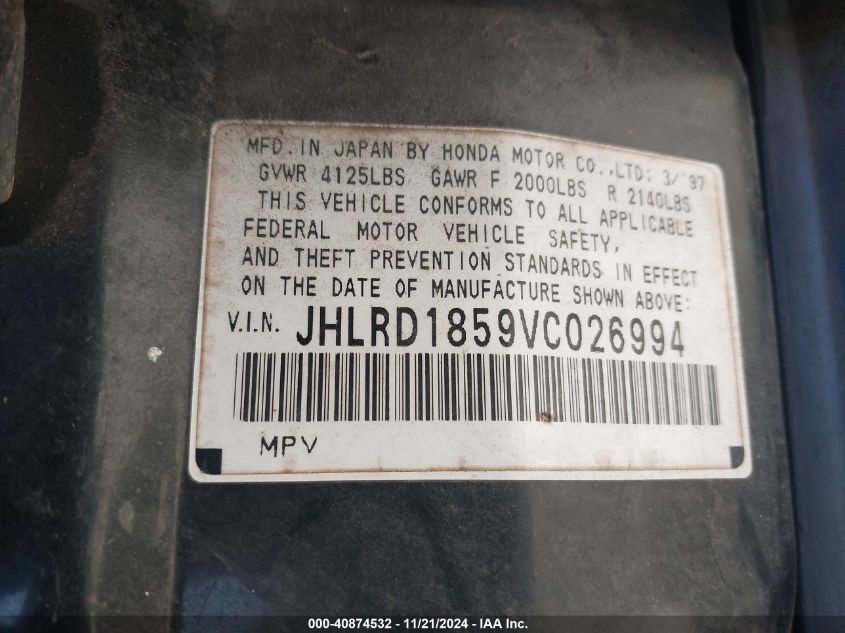 MFD. IN JAPAN BY HONDA MOTOR CO., LTD: 3/'97
GVWR 4125LBS GAWR F 2000LBS R 2140LBS
THIS VEHICLE CONFORMS TO ALL APPLICABLE
FEDERAL MOTOR VEHICLE SAFETY,
AND THEFT PREVENTION STANDARDS IN EFFECT
ON THE DATE OF MANUFACTURE SHOWN ABOVE:
V.I.N. JHLRD1859VC026994
MPV
000-40874532 - 11/21/2024 - IAA Inc.